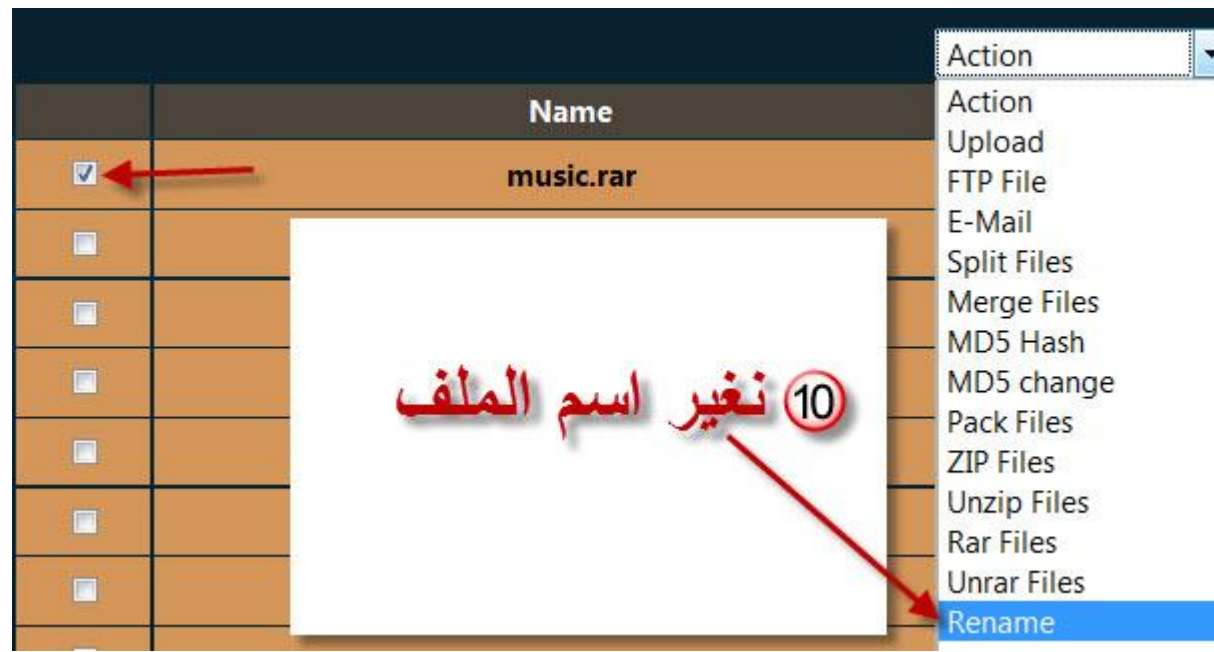 Action
Name
music.rar
⑩ نغير اسم الملف
Action
Upload
FTP File
E-Mail
Split Files
Merge Files
MD5 Hash
MD5 change
Pack Files
ZIP Files
Unzip Files
Rar Files
Unrar Files
Rename